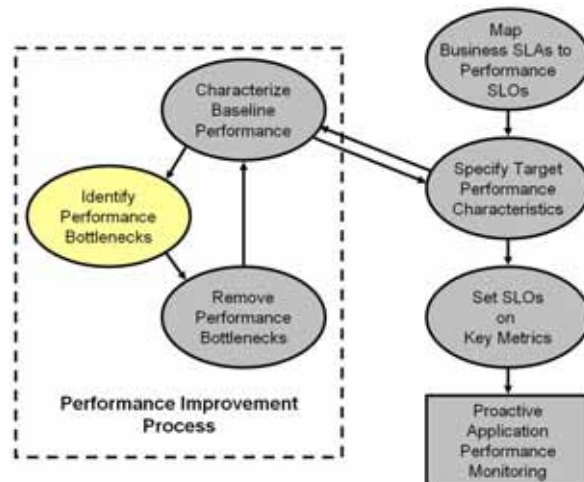 Map
Business SLAs to
Performance
SLOs
Characterize
Baseline
Performance
Specify Target
Performance
Characteristics
Identify
Performance
Bottlenecks
Remove
Performance
Bottlenecks
Set SLOs
on
Key Metrics
Performance Improvement
Process
Proactive
Application
Performance
Monitoring